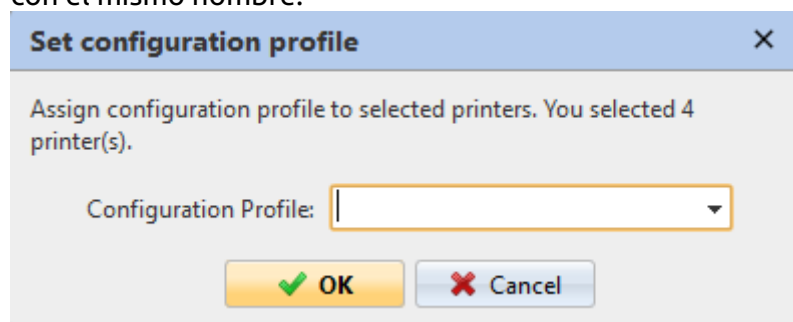 con el mismo nombre.
Set configuration profile
Assign configuration profile to selected printers. You selected 4
printer(s).
Configuration Profile:
OK Cancel